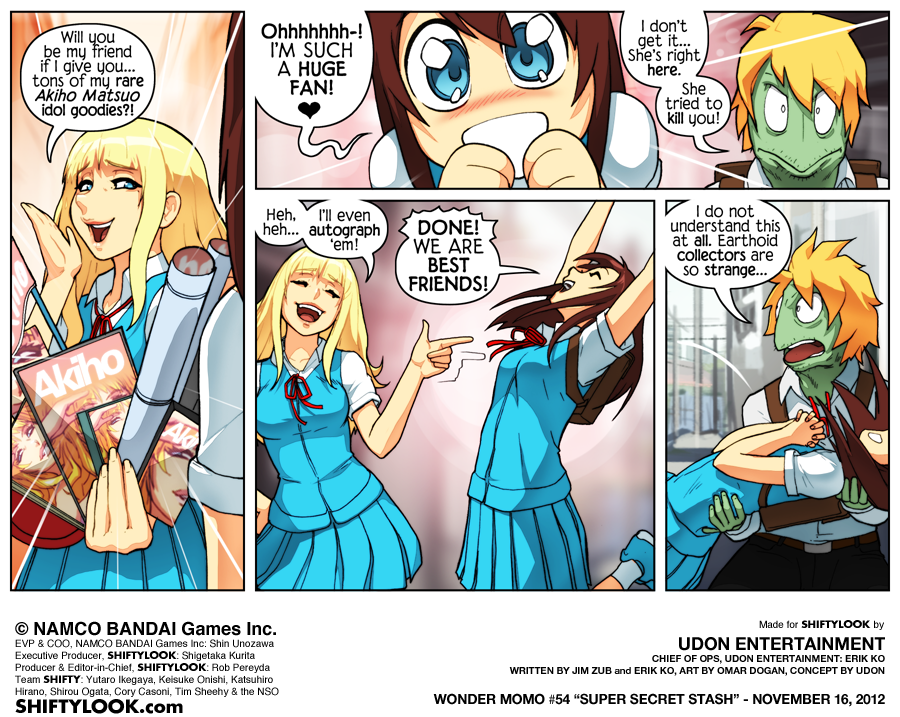 Will you
be my friend
if I give you...
tons of my rare
Akiho Matsuo
idol goodies?!
Akiho
Ohhhhhhh-!
I'M SUCH
A HUGE
FAN!
I don't
get it...
She's right
here.
She
tried to
kill you!
Heh,
heh...
I'll even
autograph
'em!
DONE!
WE ARE
BEST
FRIENDS!
I do not
understand this
at all. Earthoid
collectors are
so strange...
© NAMCO BANDAI Games Inc.
EVP & COO, NAMCO BANDAI Games Inc: Shin Unozawa
Executive Producer, SHIFTYLOOK: Shigetaka Kurita
Producer & Editor-in-Chief, SHIFTYLOOK: Rob Pereyda
Team SHIFTY: Yutaro Ikegaya, Keisuke Onishi, Katsuhiro
Hirano, Shirou Ogata, Cory Casoni, Tim Sheehy & the NSO
SHIFTYLOOK.com
Made for SHIFTYLOOK by
UDON ENTERTAINMENT
CHIEF OF OPS, UDON ENTERTAINMENT: ERIK KO
WRITTEN BY JIM ZUB and ERIK KO, ART BY OMAR DOGAN, CONCEPT BY UDON
WONDER MOMO #54 “SUPER SECRET STASH” - NOVEMBER 16, 2012